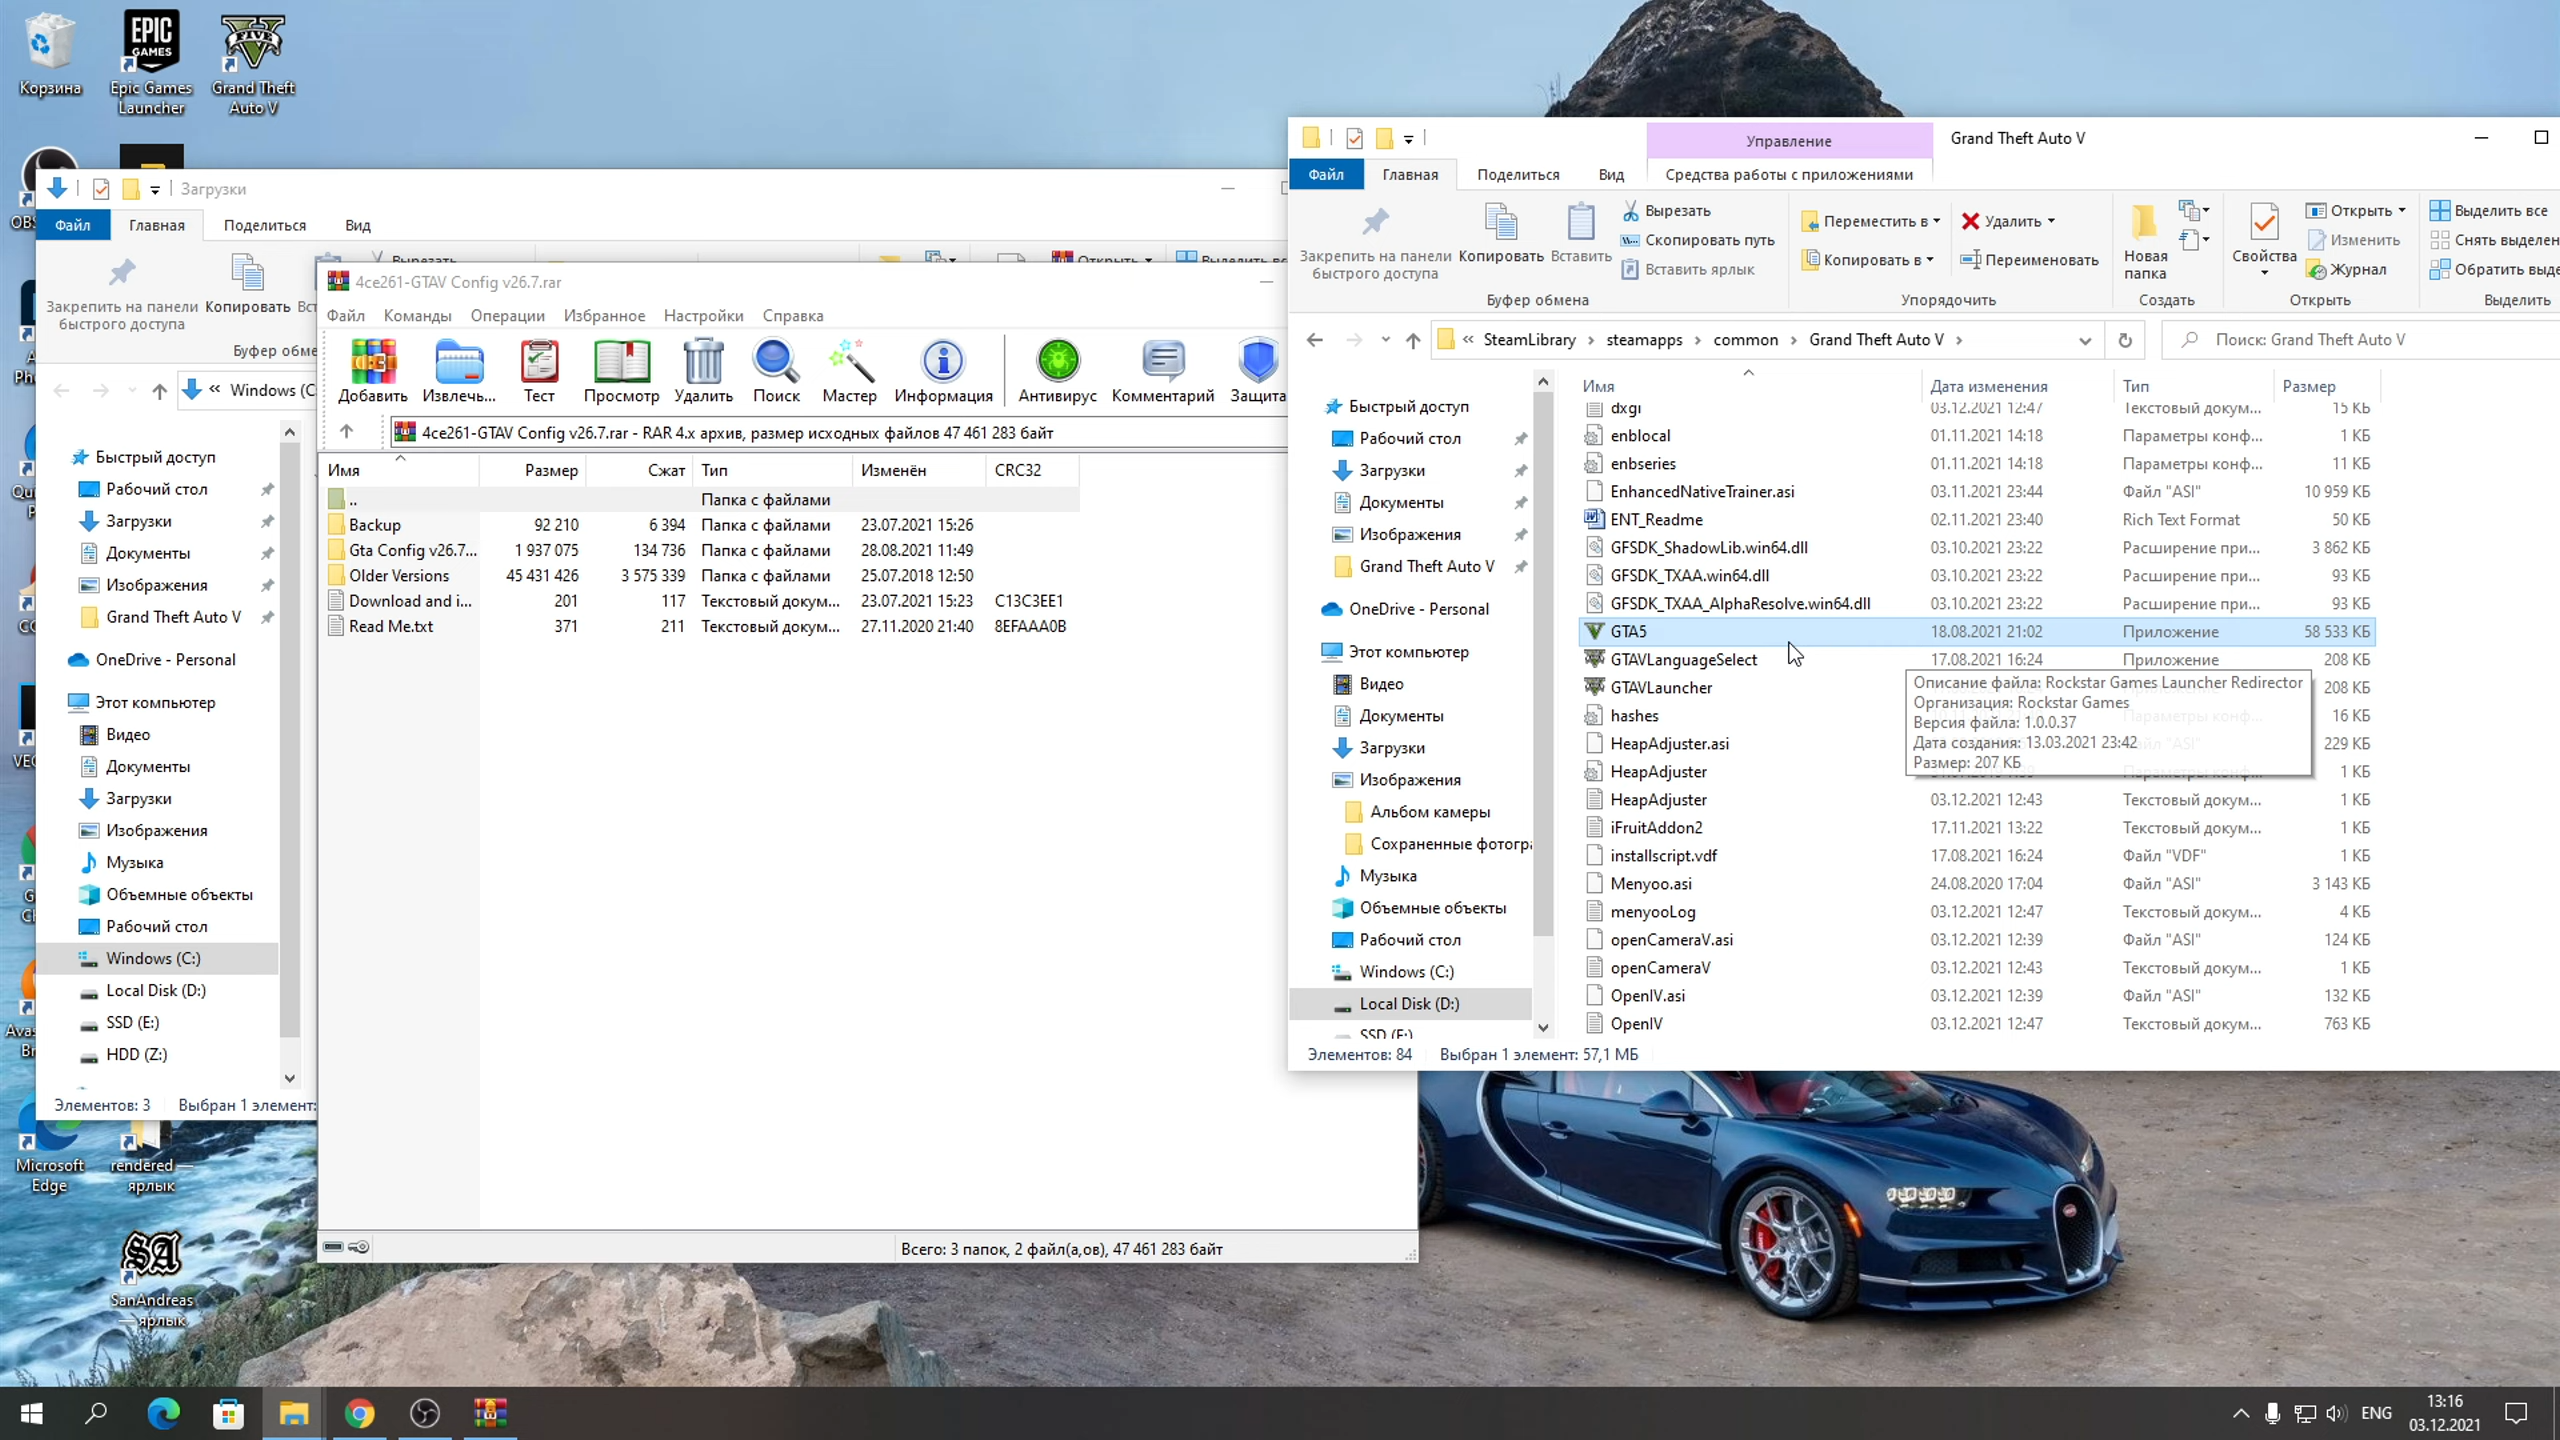 Корзина
Epic Games
Launcher
Grand Theft
Auto V
EPIC
GAMES
FIVE
Загрузки
Файл
Главная
Поделиться
Вид
Закрепить на панели
быстрого доступа
Копировать
Буфер обме
Windows (C
Быстрый доступ
Рабочий стол
Загрузки
Документы
Изображения
Grand Theft Auto V
OneDrive - Personal
Этот компьютер
Видео
Документы
Загрузки
Изображения
Музыка
Объемные объекты
Рабочий стол
Windows (C:)
Local Disk (D:)
SSD (E:)
HDD (Z:)
Элементов: 3
Выбран 1 элемент:
Microsoft
Edge
rendered —
ярлык
SA
SanAndreas
— ярлык
4ce261-GTAV Config v26.7.rar
Файл
Команды
Операции
Избранное
Настройки
Справка
Добавить
Извлечь...
Тест
Просмотр
Удалить
Поиск
Мастер
Информация
Антивирус
Комментарий
Защита
4ce261-GTAV Config v26.7.rar - RAR 4.x архив, размер исходных файлов 47 461 283 байт
Имя Размер Сжат Тип Изменён CRC32
.. Папка с файлами
Backup 92 210 6 394 Папка с файлами 23.07.2021 15:26
Gta Config v26.7... 1 937 075 134 736 Папка с файлами 28.08.2021 11:49
Older Versions 45 431 426 3 575 339 Папка с файлами 25.07.2018 12:50
Download and i... 201 117 Текстовый докум... 23.07.2021 15:23 C13C3EE1
Read Me.txt 371 211 Текстовый докум... 27.11.2020 21:40 8EFAAA0B
Всего: 3 папок, 2 файл(а,ов), 47 461 283 байт
Управление
Grand Theft Auto V
Файл
Главная
Поделиться
Вид
Средства работы с приложениями
Закрепить на панели
быстрого доступа
Копировать
Вставить
Вырезать
Скопировать путь
Вставить ярлык
Буфер обмена
Переместить в
Копировать в
Удалить
Переименовать
Упорядочить
Новая
папка
Создать
Свойства
Открыть
Изменить
Журнал
Открыть
Выделить все
Снять выделен
Обратить выде
Выделить
« SteamLibrary › steamapps › common › Grand Theft Auto V ›
Поиск: Grand Theft Auto V
Быстрый доступ
Рабочий стол
Загрузки
Документы
Изображения
Grand Theft Auto V
OneDrive - Personal
Этот компьютер
Видео
Документы
Загрузки
Изображения
Альбом камеры
Сохраненные фотогра
Музыка
Объемные объекты
Рабочий стол
Windows (C:)
Local Disk (D:)
SSD (E:)
Имя Дата изменения Тип Размер
dxgi 03.12.2021 12:47 Текстовый докум... 15 КБ
enblocal 01.11.2021 14:18 Параметры конф... 1 КБ
enbseries 01.11.2021 14:18 Параметры конф... 11 КБ
EnhancedNativeTrainer.asi 03.11.2021 23:44 Файл "ASI" 10 959 КБ
ENT_Readme 02.11.2021 23:40 Rich Text Format 50 КБ
GFSDK_ShadowLib.win64.dll 03.10.2021 23:22 Расширение при... 3 862 КБ
GFSDK_TXAA.win64.dll 03.10.2021 23:22 Расширение при... 93 КБ
GFSDK_TXAA_AlphaResolve.win64.dll 03.10.2021 23:22 Расширение при... 93 КБ
GTA5 18.08.2021 21:02 Приложение 58 533 КБ
GTAVLanguageSelect 17.08.2021 16:24 Приложение 208 КБ
GTAVLauncher 208 КБ
hashes 16 КБ
HeapAdjuster.asi 229 КБ
HeapAdjuster 1 КБ
HeapAdjuster 03.12.2021 12:43 Текстовый докум... 1 КБ
iFruitAddon2 17.11.2021 13:22 Текстовый докум... 1 КБ
installscript.vdf 17.08.2021 16:24 Файл "VDF" 1 КБ
Menyoo.asi 24.08.2020 17:04 Файл "ASI" 3 143 КБ
menyooLog 03.12.2021 12:47 Текстовый докум... 4 КБ
openCameraV.asi 03.12.2021 12:39 Файл "ASI" 124 КБ
openCameraV 03.12.2021 12:43 Текстовый докум... 1 КБ
OpenIV.asi 03.12.2021 12:39 Файл "ASI" 132 КБ
OpenIV 03.12.2021 12:47 Текстовый докум... 763 КБ
Описание файла: Rockstar Games Launcher Redirector
Организация: Rockstar Games
Версия файла: 1.0.0.37
Дата создания: 13.03.2021 23:42
Размер: 207 КБ
Элементов: 84
Выбран 1 элемент: 57,1 МБ
ENG
13:16
03.12.2021